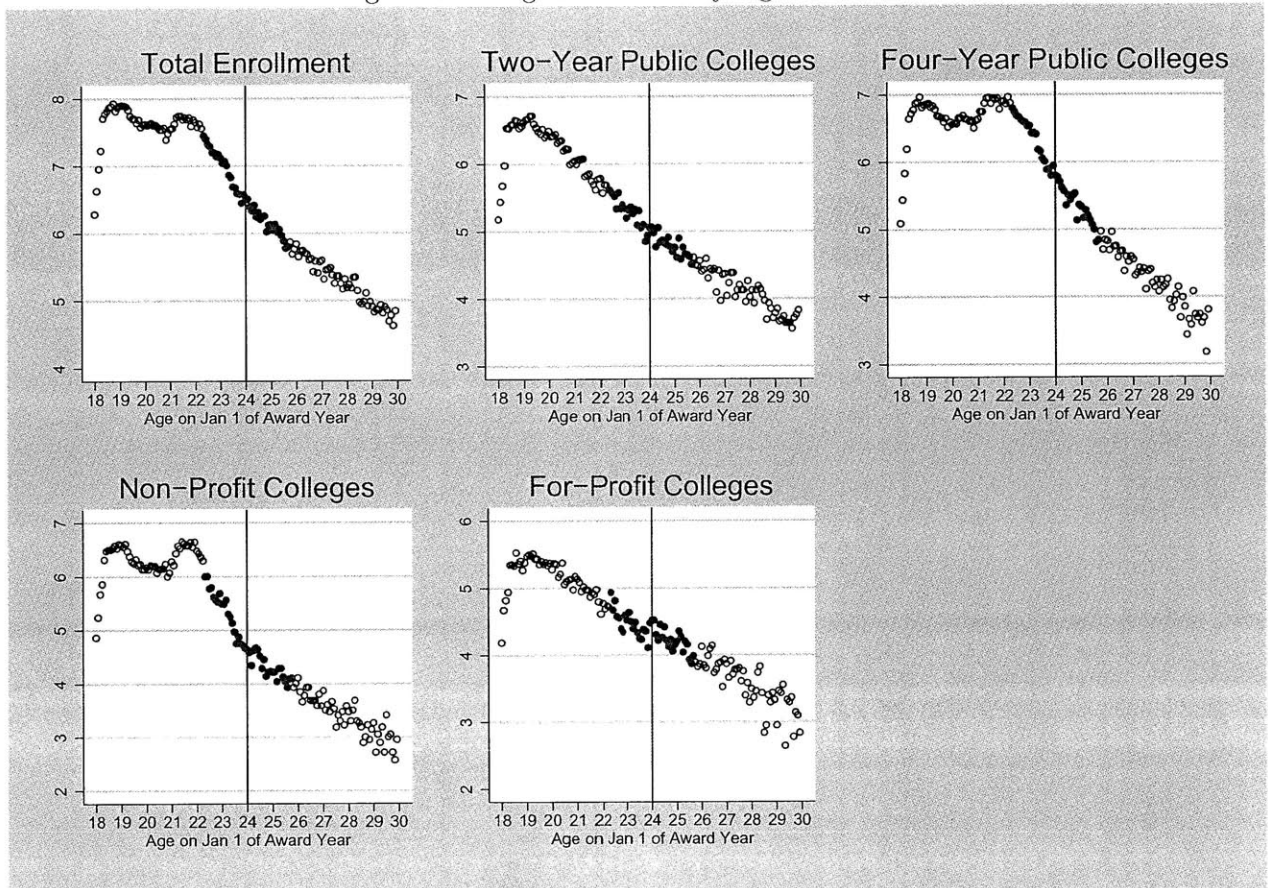 Total Enrollment
8
7
6
5
4
18 19 20 21 22 23 24 25 26 27 28 29 30
Age on Jan 1 of Award Year
Two-Year Public Colleges
7
6
5
4
3
18 19 20 21 22 23 24 25 26 27 28 29 30
Age on Jan 1 of Award Year
Four-Year Public Colleges
7
6
5
4
3
18 19 20 21 22 23 24 25 26 27 28 29 30
Age on Jan 1 of Award Year
Non-Profit Colleges
7
6
5
4
3
2
18 19 20 21 22 23 24 25 26 27 28 29 30
Age on Jan 1 of Award Year
For-Profit Colleges
6
5
4
3
2
18 19 20 21 22 23 24 25 26 27 28 29 30
Age on Jan 1 of Award Year